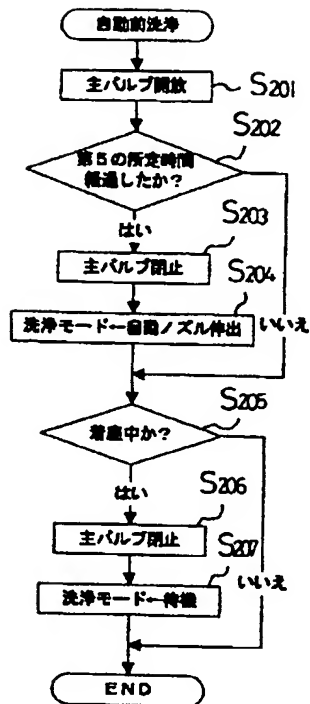 自動前洗浄
主バルブ開放
S201
S202
第5の所定時間
経過したか?
はい
S203
主バルブ閉止
S204
洗浄モード←自動ノズル伸出
いいえ
S205
着座中か?
はい
S206
主バルブ閉止
S207
洗浄モード←待機
いいえ
END